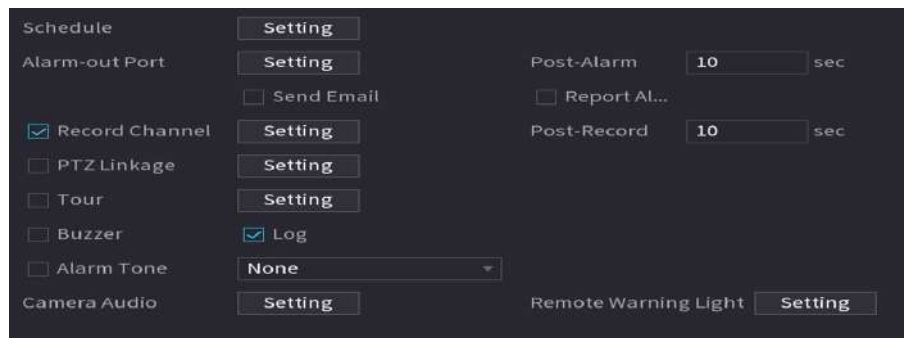 Schedule Setting
Alarm-out Port Setting Post-Alarm 10 sec
Send Email Report Al...
Record Channel Setting Post-Record 10 sec
PTZ Linkage Setting
Tour Setting
Buzzer Log
Alarm Tone None
Camera Audio Setting Remote Warning Light Setting